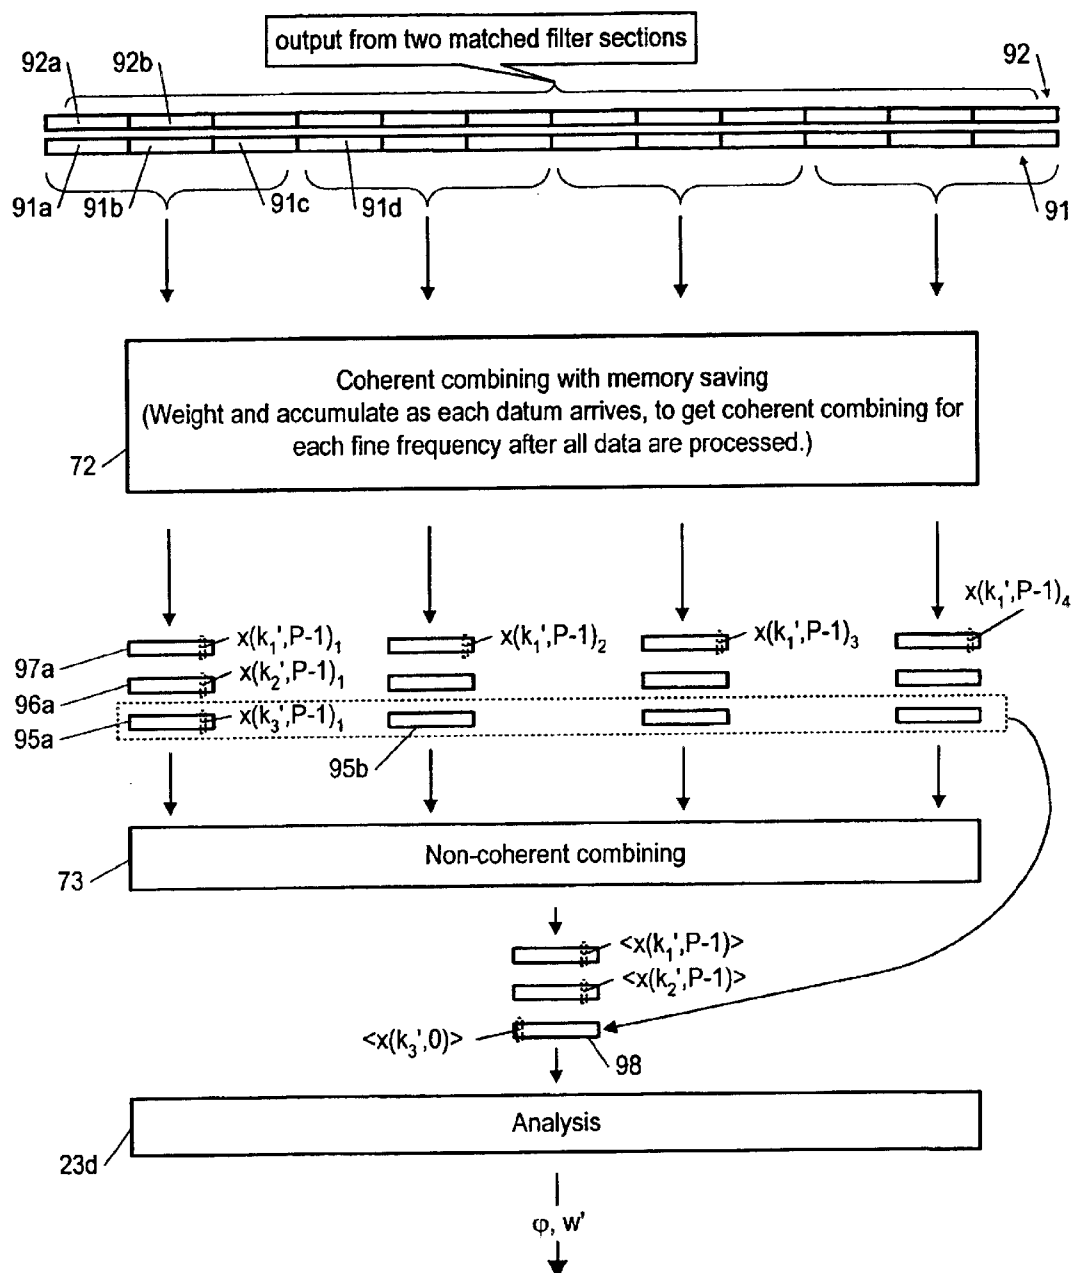 output from two matched filter sections
92a
92b
92
91a
91b
91c
91d
91
Coherent combining with memory saving
(Weight and accumulate as each datum arrives, to get coherent combining for
each fine frequency after all data are processed.)
72
x(k₁',P-1)₁
x(k₁',P-1)₂
x(k₁',P-1)₃
x(k₁',P-1)₄
97a
x(k₂',P-1)₁
96a
x(k₃',P-1)₁
95a
95b
Non-coherent combining
73
<x(k₁',P-1)>
<x(k₂',P-1)>
<x(k₃',0)>
98
Analysis
23d
φ, w'